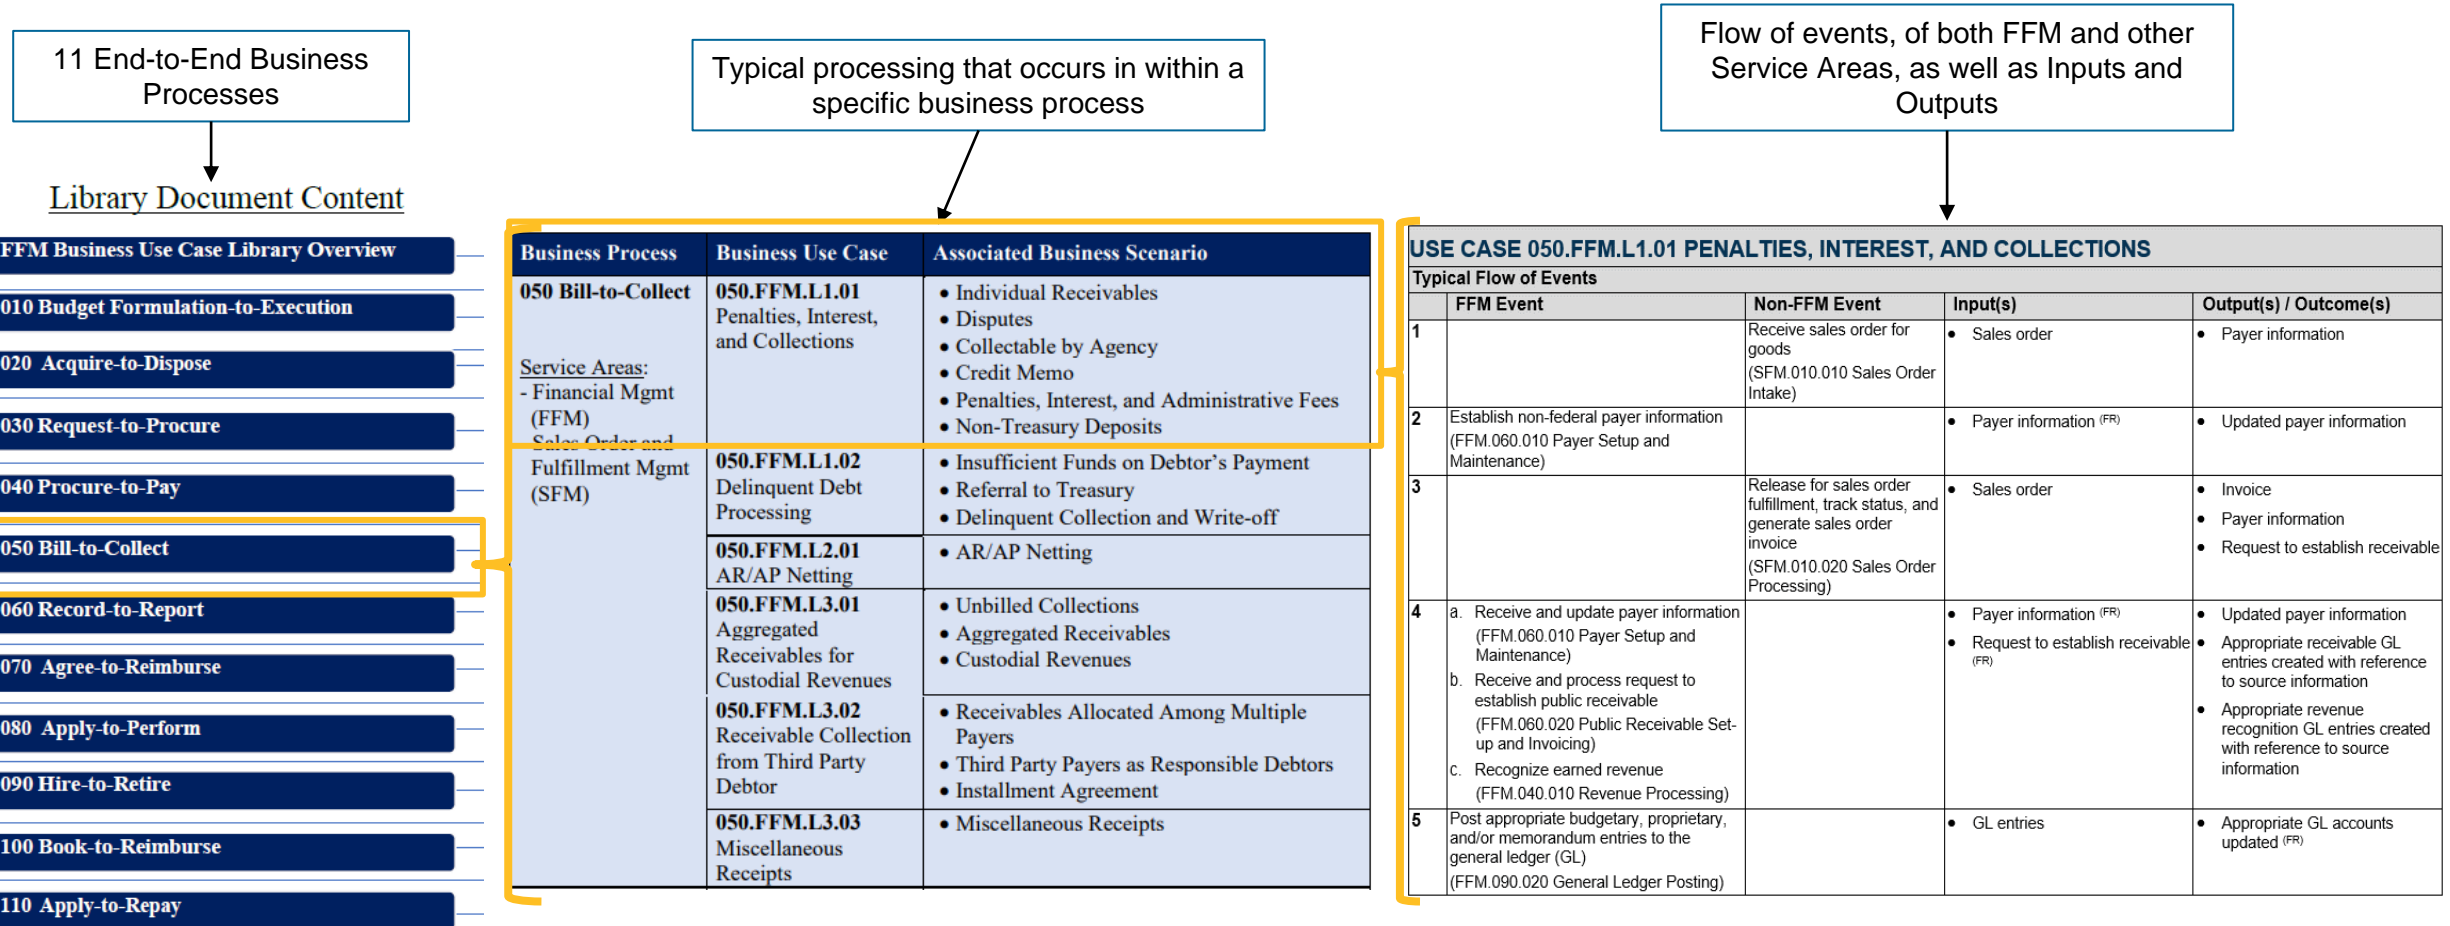 11 End-to-End Business
Processes
Typical processing that occurs in within a
specific business process
Flow of events, of both FFM and other
Service Areas, as well as Inputs and
Outputs
Library Document Content
FFM Business Use Case Library Overview
010 Budget Formulation-to-Execution
020 Acquire-to-Dispose
030 Request-to-Procure
040 Procure-to-Pay
050 Bill-to-Collect
060 Record-to-Report
070 Agree-to-Reimburse
080 Apply-to-Perform
090 Hire-to-Retire
100 Book-to-Reimburse
110 Apply-to-Repay
Business Process
Business Use Case
Associated Business Scenario
050 Bill-to-Collect
Service Areas:
- Financial Mgmt
(FFM)
Sales Order and
Fulfillment Mgmt
(SFM)
050.FFM.L1.01
Penalties, Interest,
and Collections
• Individual Receivables
• Disputes
• Collectable by Agency
• Credit Memo
• Penalties, Interest, and Administrative Fees
• Non-Treasury Deposits
050.FFM.L1.02
Delinquent Debt
Processing
• Insufficient Funds on Debtor's Payment
• Referral to Treasury
• Delinquent Collection and Write-off
050.FFM.L2.01
AR/AP Netting
• AR/AP Netting
050.FFM.L3.01
Aggregated
Receivables for
Custodial Revenues
• Unbilled Collections
• Aggregated Receivables
• Custodial Revenues
050.FFM.L3.02
Receivable Collection
from Third Party
Debtor
• Receivables Allocated Among Multiple
Payers
• Third Party Payers as Responsible Debtors
• Installment Agreement
050.FFM.L3.03
Miscellaneous
Receipts
• Miscellaneous Receipts
USE CASE 050.FFM.L1.01 PENALTIES, INTEREST, AND COLLECTIONS
Typical Flow of Events
FFM Event
Non-FFM Event
Input(s)
Output(s) / Outcome(s)
1
Receive sales order for
goods
(SFM.010.010 Sales Order
Intake)
• Sales order
• Payer information
2
Establish non-federal payer information
(FFM.060.010 Payer Setup and
Maintenance)
• Payer information (FR)
• Updated payer information
3
Release for sales order
fulfillment, track status, and
generate sales order
invoice
(SFM.010.020 Sales Order
Processing)
• Sales order
• Invoice
• Payer information
• Request to establish receivable
4
a. Receive and update payer information
(FFM.060.010 Payer Setup and
Maintenance)
b. Receive and process request to
establish public receivable
(FFM.060.020 Public Receivable Set-
up and Invoicing)
c. Recognize earned revenue
(FFM.040.010 Revenue Processing)
• Payer information (FR)
• Request to establish receivable
(FR)
• Updated payer information
• Appropriate receivable GL
entries created with reference
to source information
• Appropriate revenue
recognition GL entries created
with reference to source
information
5
Post appropriate budgetary, proprietary,
and/or memorandum entries to the
general ledger (GL)
(FFM.090.020 General Ledger Posting)
• GL entries
• Appropriate GL accounts
updated (FR)